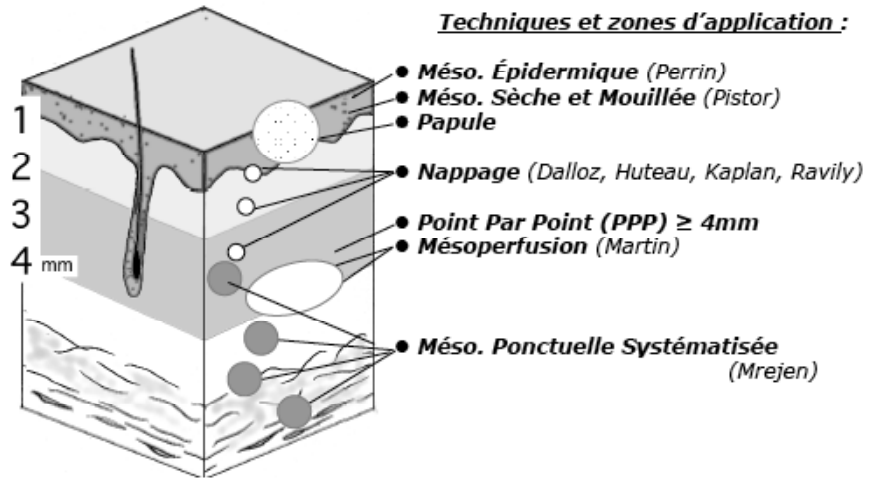 Techniques et zones d’application :
● Méso. Épidermique (Perrin)
● Méso. Sèche et Mouillée (Pistor)
● Papule
● Nappage (Dalloz, Huteau, Kaplan, Ravily)
● Point Par Point (PPP) ≥ 4mm
● Mésoperfusion (Martin)
● Méso. Ponctuelle Systématisée
(Mrejen)
1
2
3
4 mm